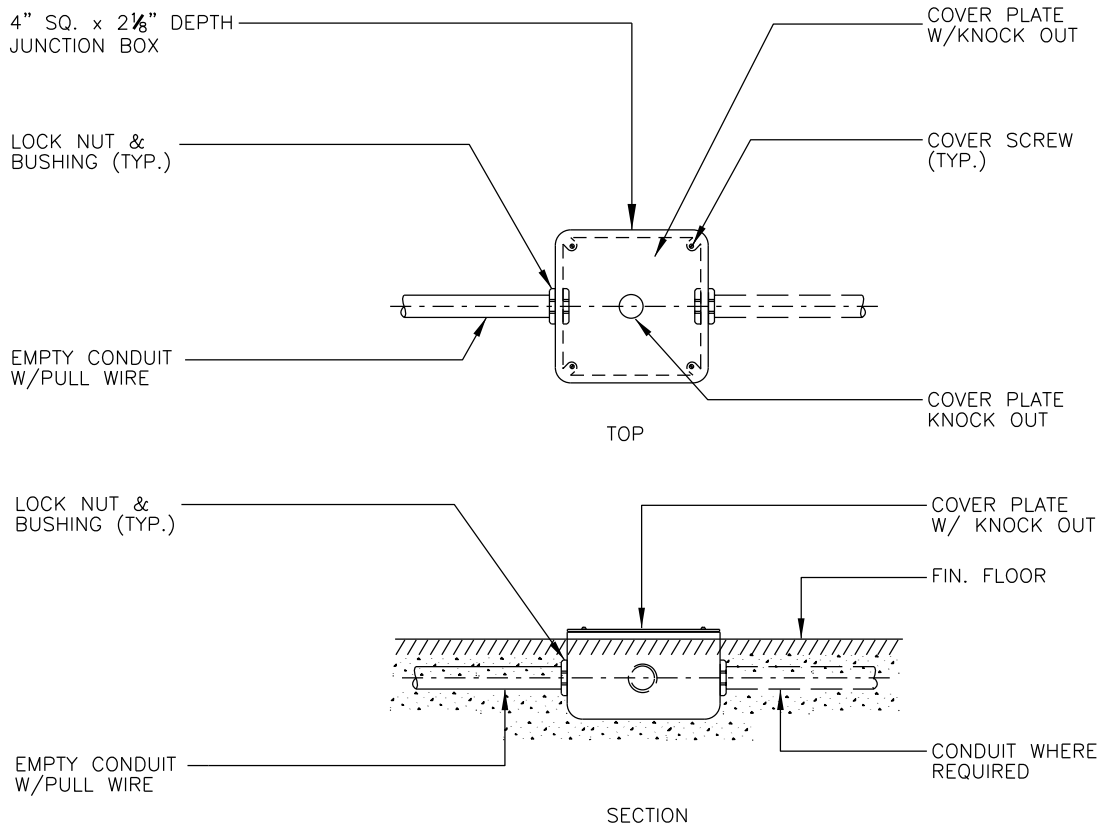 4” SQ. x 2⅛” DEPTH
JUNCTION BOX
COVER PLATE
W/KNOCK OUT
LOCK NUT &
BUSHING (TYP.)
COVER SCREW
(TYP.)
EMPTY CONDUIT
W/PULL WIRE
COVER PLATE
KNOCK OUT
TOP
LOCK NUT &
BUSHING (TYP.)
COVER PLATE
W/ KNOCK OUT
FIN. FLOOR
EMPTY CONDUIT
W/PULL WIRE
CONDUIT WHERE
REQUIRED
SECTION